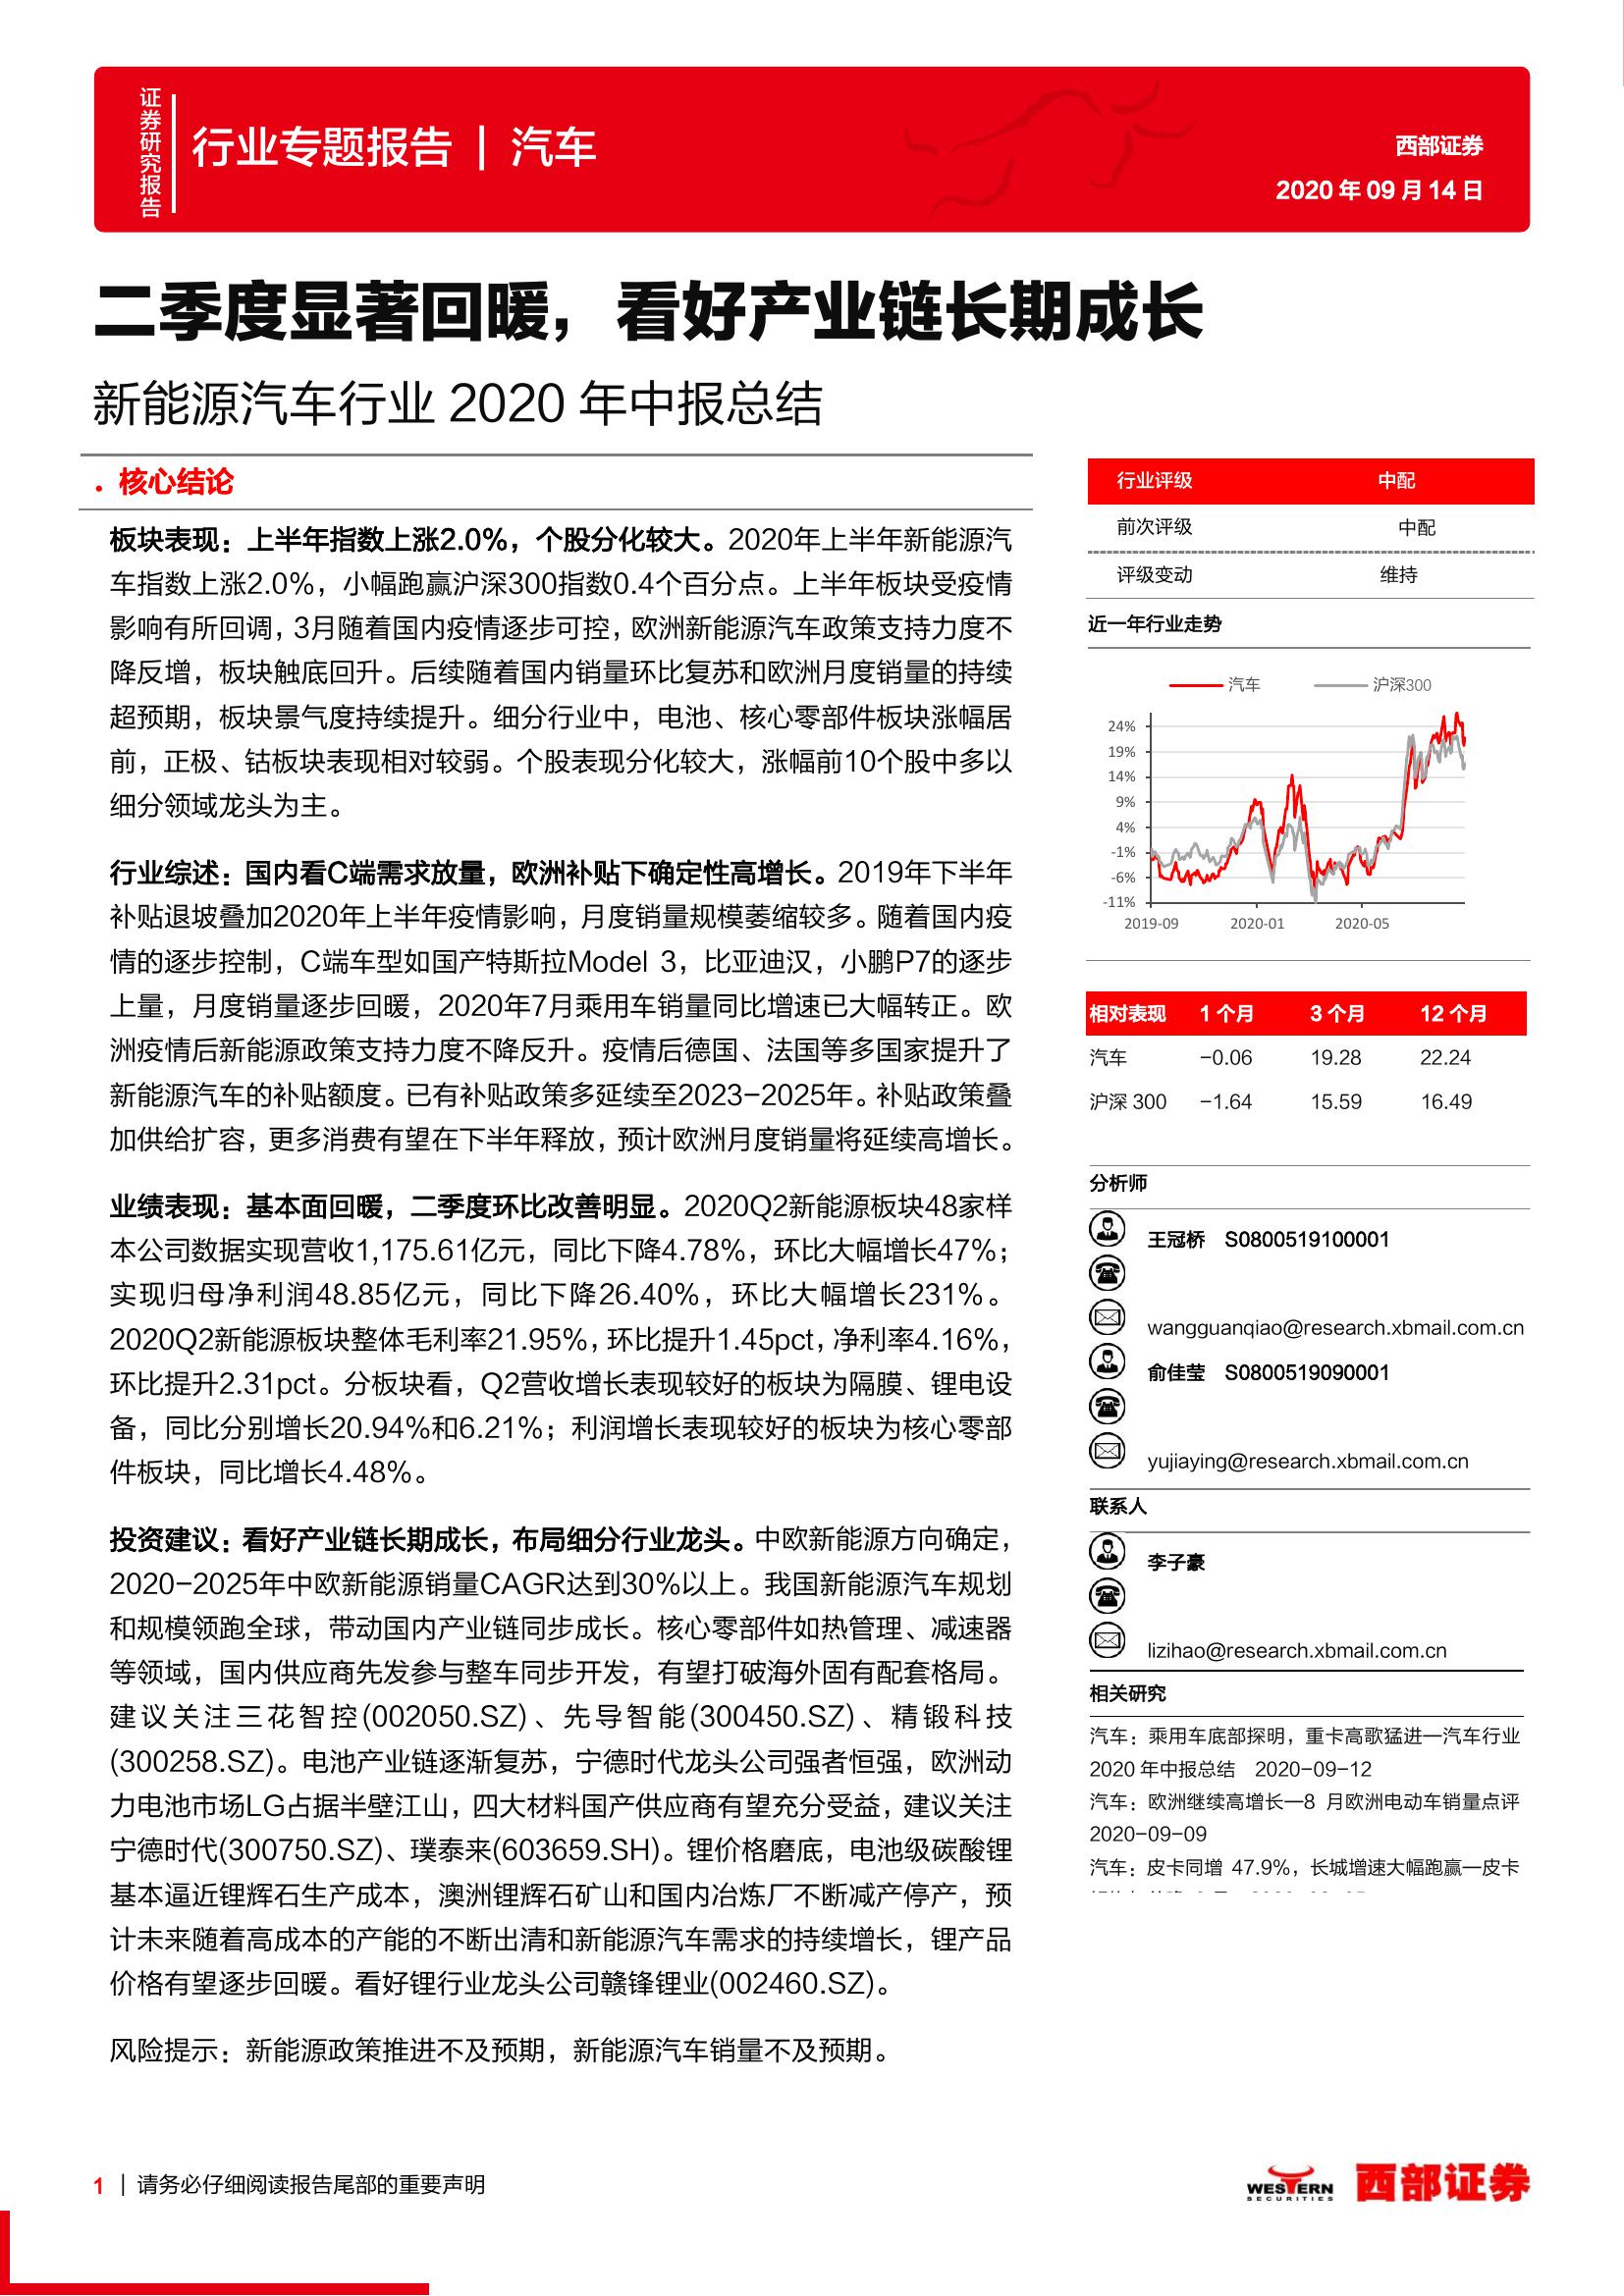 证券研究报告
行业专题报告 | 汽车
西部证券
2020 年 09 月 14 日
二季度显著回暖，看好产业链长期成长
新能源汽车行业 2020 年中报总结
. 核心结论
板块表现：上半年指数上涨2.0%，个股分化较大。2020年上半年新能源汽
车指数上涨2.0%，小幅跑赢沪深300指数0.4个百分点。上半年板块受疫情
影响有所回调，3月随着国内疫情逐步可控，欧洲新能源汽车政策支持力度不
降反增，板块触底回升。后续随着国内销量环比复苏和欧洲月度销量的持续
超预期，板块景气度持续提升。细分行业中，电池、核心零部件板块涨幅居
前，正极、钴板块表现相对较弱。个股表现分化较大，涨幅前10个股中多以
细分领域龙头为主。
行业综述：国内看C端需求放量，欧洲补贴下确定性高增长。2019年下半年
补贴退坡叠加2020年上半年疫情影响，月度销量规模萎缩较多。随着国内疫
情的逐步控制，C端车型如国产特斯拉Model 3，比亚迪汉，小鹏P7的逐步
上量，月度销量逐步回暖，2020年7月乘用车销量同比增速已大幅转正。欧
洲疫情后新能源政策支持力度不降反升。疫情后德国、法国等多国家提升了
新能源汽车的补贴额度。已有补贴政策多延续至2023-2025年。补贴政策叠
加供给扩容，更多消费有望在下半年释放，预计欧洲月度销量将延续高增长。
业绩表现：基本面回暖，二季度环比改善明显。2020Q2新能源板块48家样
本公司数据实现营收1,175.61亿元，同比下降4.78%，环比大幅增长47%；
实现归母净利润48.85亿元，同比下降26.40%，环比大幅增长231%。
2020Q2新能源板块整体毛利率21.95%，环比提升1.45pct，净利率4.16%，
环比提升2.31pct。分板块看，Q2营收增长表现较好的板块为隔膜、锂电设
备，同比分别增长20.94%和6.21%；利润增长表现较好的板块为核心零部
件板块，同比增长4.48%。
投资建议：看好产业链长期成长，布局细分行业龙头。中欧新能源方向确定，
2020-2025年中欧新能源销量CAGR达到30%以上。我国新能源汽车规划
和规模领跑全球，带动国内产业链同步成长。核心零部件如热管理、减速器
等领域，国内供应商先发参与整车同步开发，有望打破海外固有配套格局。
建议关注三花智控(002050.SZ)、先导智能(300450.SZ)、精锻科技
(300258.SZ)。电池产业链逐渐复苏，宁德时代龙头公司强者恒强，欧洲动
力电池市场LG占据半壁江山，四大材料国产供应商有望充分受益，建议关注
宁德时代(300750.SZ)、璞泰来(603659.SH)。锂价格磨底，电池级碳酸锂
基本逼近锂辉石生产成本，澳洲锂辉石矿山和国内冶炼厂不断减产停产，预
计未来随着高成本的产能的不断出清和新能源汽车需求的持续增长，锂产品
价格有望逐步回暖。看好锂行业龙头公司赣锋锂业(002460.SZ)。
风险提示：新能源政策推进不及预期，新能源汽车销量不及预期。
行业评级 中配
前次评级 中配
评级变动 维持
近一年行业走势
汽车 沪深300
24%
19%
14%
9%
4%
-1%
-6%
-11%
2019-09 2020-01 2020-05
相对表现 1 个月 3 个月 12 个月
汽车 -0.06 19.28 22.24
沪深 300 -1.64 15.59 16.49
分析师
王冠桥 S0800519100001
wangguanqiao@research.xbmail.com.cn
俞佳莹 S0800519090001
yujiaying@research.xbmail.com.cn
联系人
李子豪
lizihao@research.xbmail.com.cn
相关研究
汽车：乘用车底部探明，重卡高歌猛进—汽车行业
2020 年中报总结 2020-09-12
汽车：欧洲继续高增长—8 月欧洲电动车销量点评
2020-09-09
汽车：皮卡同增 47.9%，长城增速大幅跑赢—皮卡
1 | 请务必仔细阅读报告尾部的重要声明
WESTERN
SECURITIES
西部证券